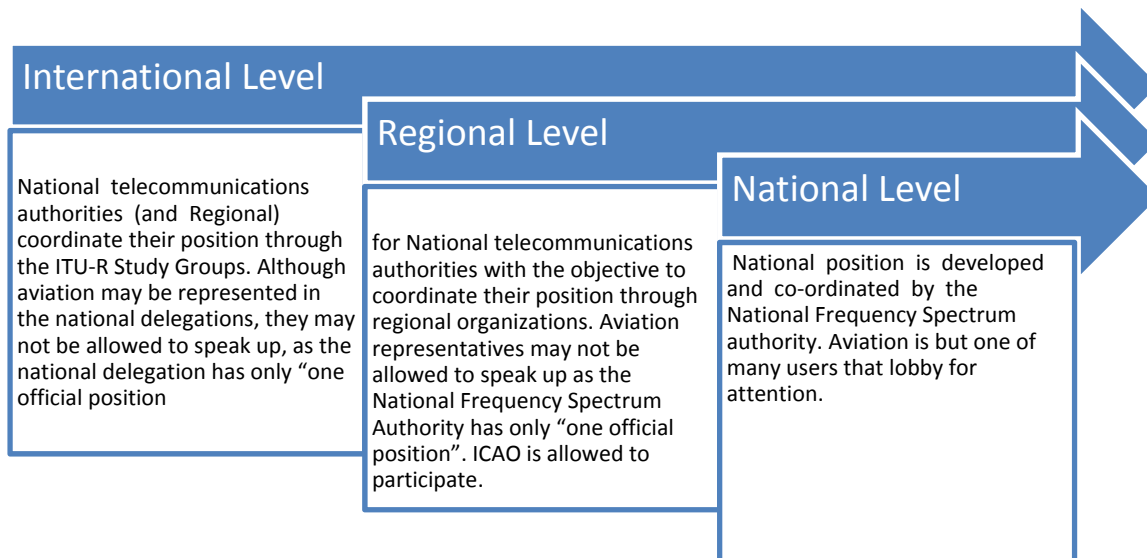 International Level
National telecommunications
authorities (and Regional)
coordinate their position through
the ITU-R Study Groups. Although
aviation may be represented in
the national delegations, they may
not be allowed to speak up, as the
national delegation has only “one
official position
Regional Level
for National telecommunications
authorities with the objective to
coordinate their position through
regional organizations. Aviation
representatives may not be
allowed to speak up as the
National Frequency Spectrum
Authority has only “one official
position”. ICAO is allowed to
participate.
National Level
National position is developed
and co-ordinated by the
National Frequency Spectrum
authority. Aviation is but one of
many users that lobby for
attention.